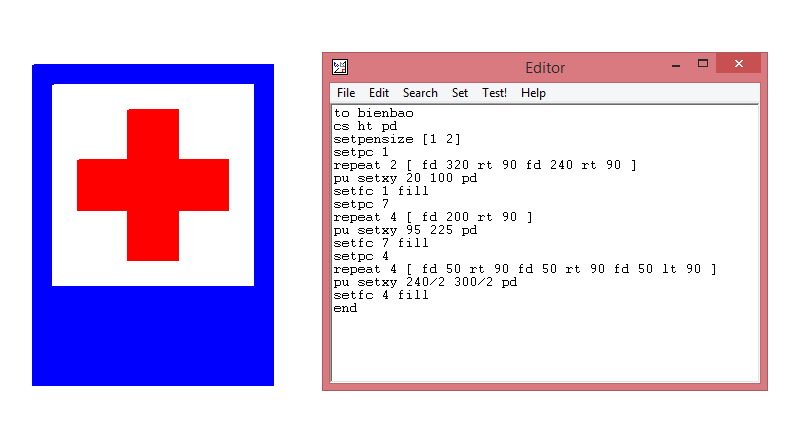 Editor
File Edit Search Set Test! Help
to bienbao
cs ht pd
setpensize [1 2]
setpc 1
repeat 2 [ fd 320 rt 90 fd 240 rt 90 ]
pu setxy 20 100 pd
setfc 1 fill
setpc 7
repeat 4 [ fd 200 rt 90 ]
pu setxy 95 225 pd
setfc 7 fill
setpc 4
repeat 4 [ fd 50 rt 90 fd 50 rt 90 fd 50 lt 90 ]
pu setxy 240/2 300/2 pd
setfc 4 fill
end